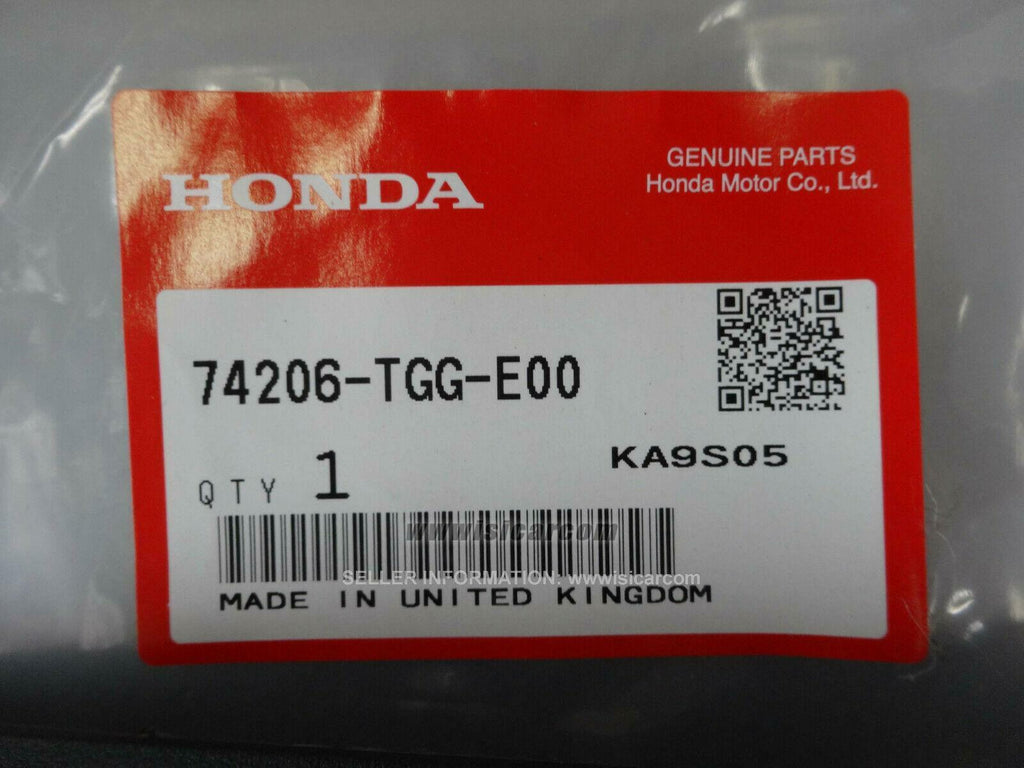 GENUINE PARTS
HONDA
Honda Motor Co., Ltd.
74206-TGG-E00
KA9S05
QTY 1
www.isicar.com
SELLER INFORMATION: www.isicar.com
MADE IN UNITED KINGDOM